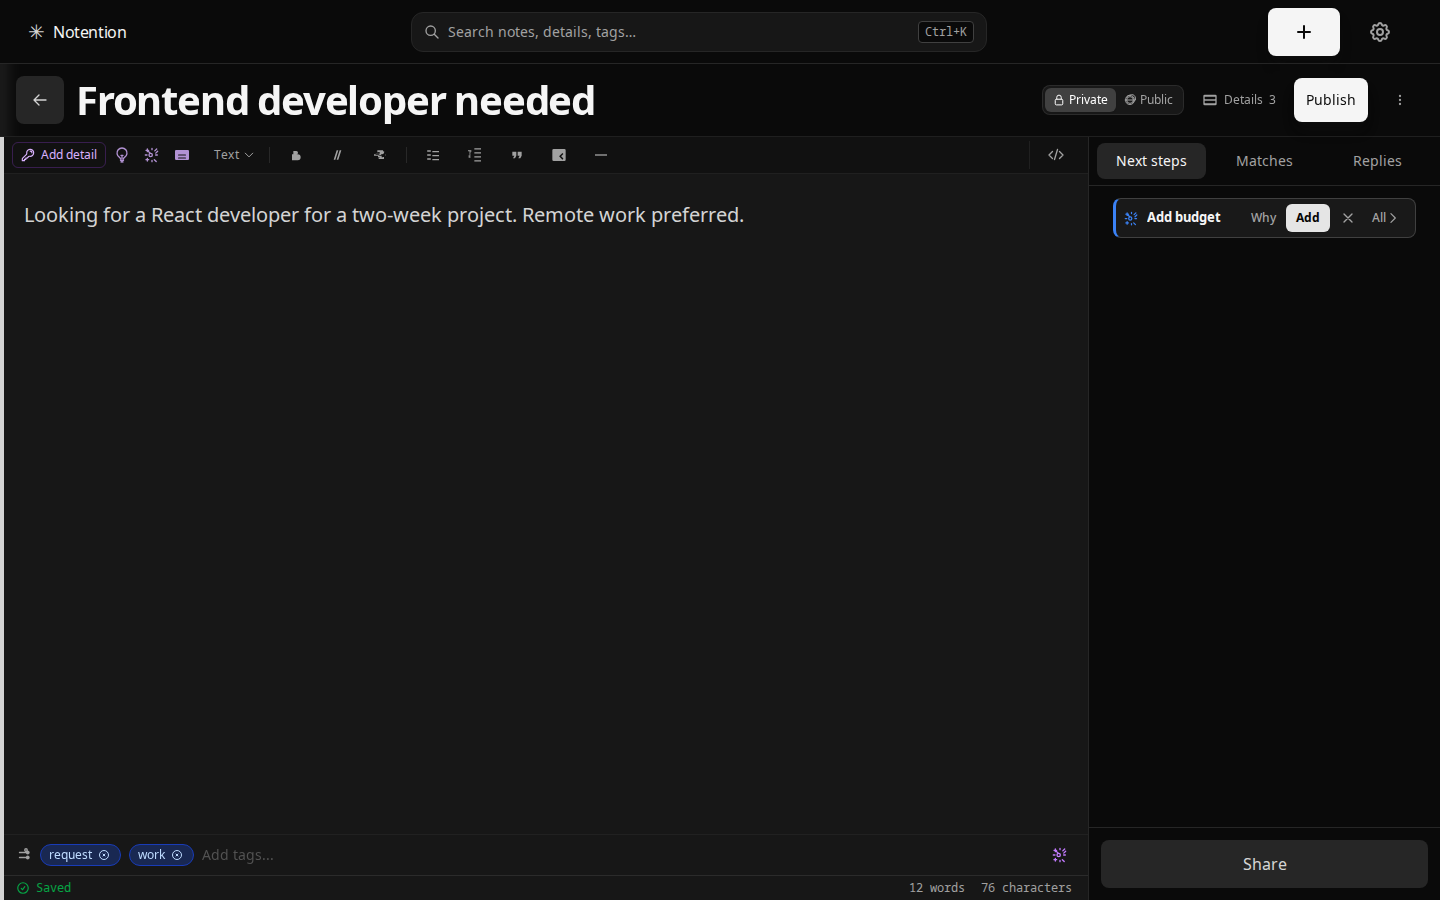 Notention
Search notes, details, tags...
Ctrl+K
Frontend developer needed
Private
Public
Details 3
Publish
Add detail
Text
Next steps
Matches
Replies
Looking for a React developer for a two-week project. Remote work preferred.
Add budget
Why
Add
All
request
work
Add tags...
Share
Saved
12 words
76 characters